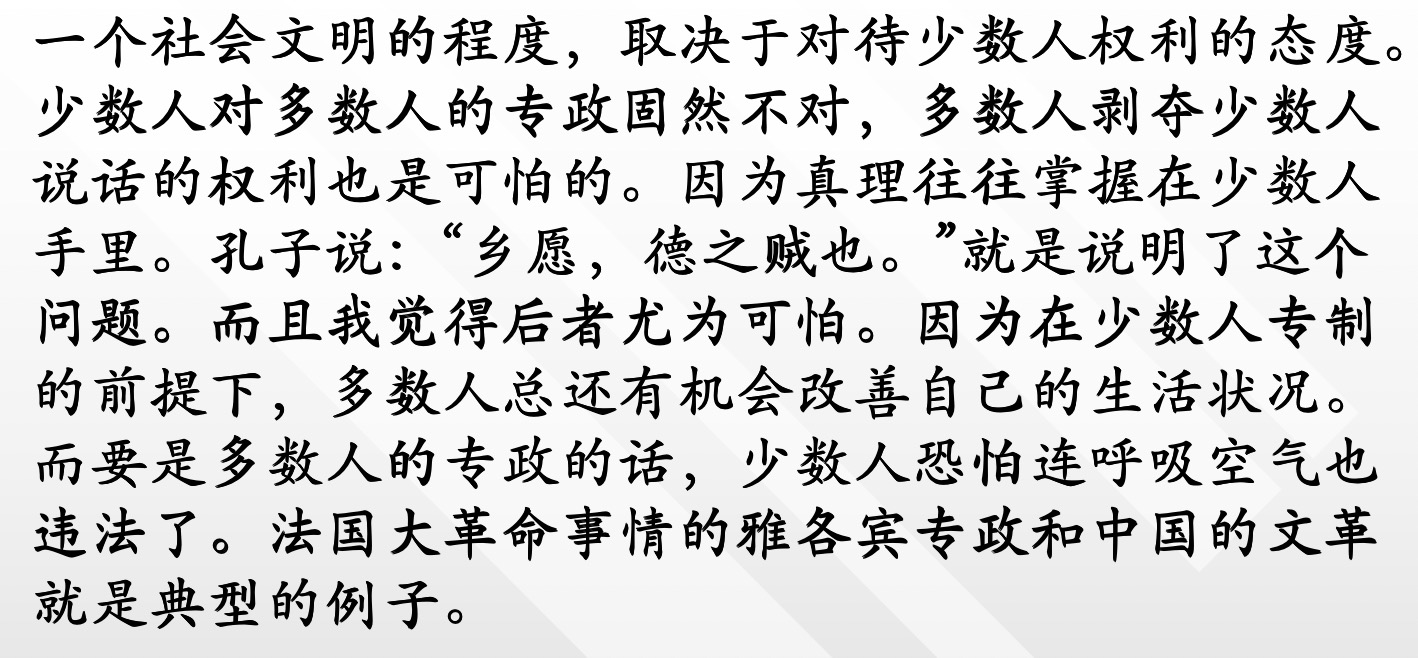 一个社会文明的程度，取决于对待少数人权利的态度。
少数人对多数人的专政固然不对，多数人剥夺少数人
说话的权利也是可怕的。因为真理往往掌握在少数人
手里。孔子说：“乡愿，德之贼也。”就是说明了这个
问题。而且我觉得后者尤为可怕。因为在少数人专制
的前提下，多数人总还有机会改善自己的生活状况。
而要是多数人的专政的话，少数人恐怕连呼吸空气也
违法了。法国大革命事情的雅各宾专政和中国的文革
就是典型的例子。